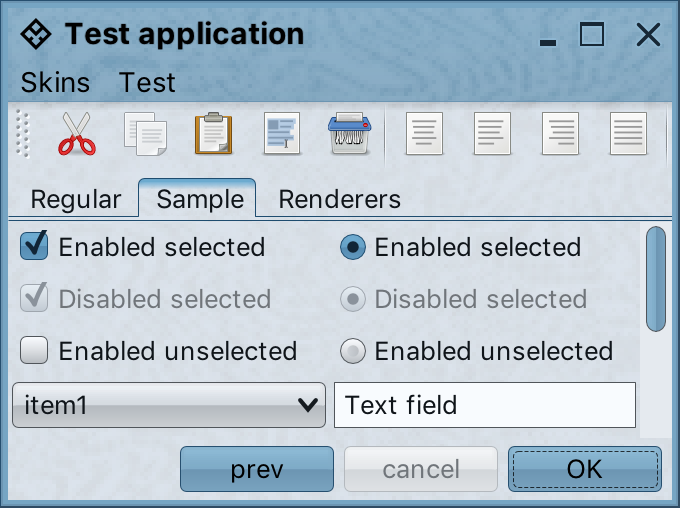 Test application
Skins Test
Regular Sample Renderers
Enabled selected Enabled selected
Disabled selected Disabled selected
Enabled unselected Enabled unselected
item1 Text field
prev cancel OK